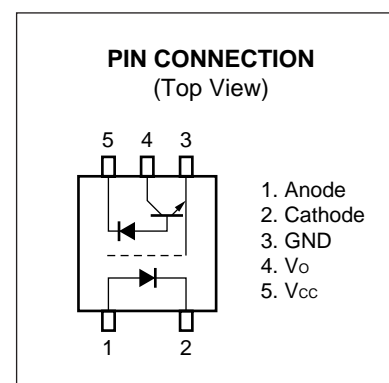 PIN CONNECTION
(Top View)
5 4 3
1. Anode
2. Cathode
3. GND
4. VO
5. VCC
1 2